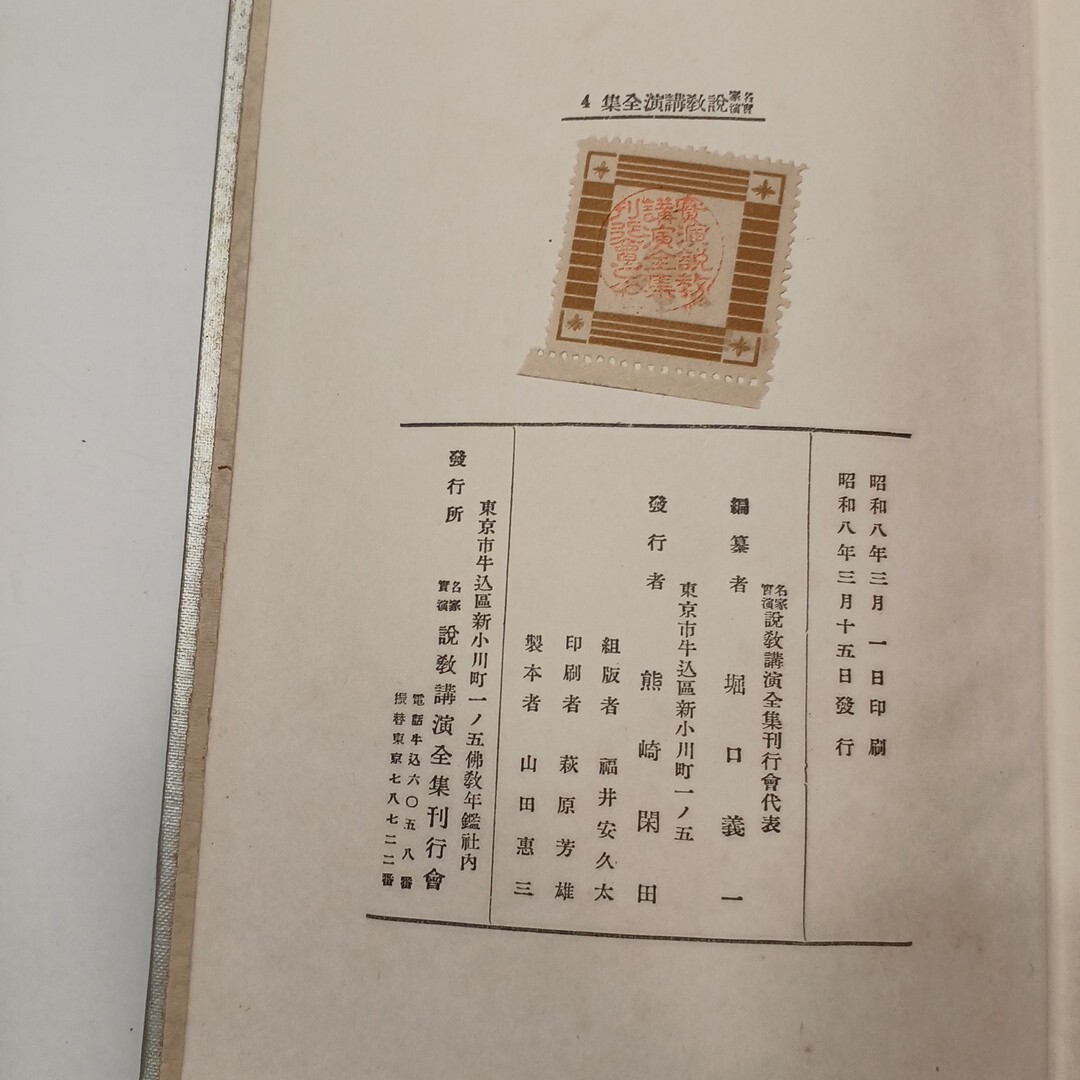 名家實演說敎講演全集 4
實演說敎
講演全集
刊行會之印
昭和八年三月一日印刷
昭和八年三月十五日發行
名家實演說敎講演全集刊行會代表
編纂者 堀口義一
東京市牛込區新小川町一ノ五
發行者 熊崎閑田
組版者 福井安久太
印刷者 萩原芳雄
製本者 山田惠三
東京市牛込區新小川町一ノ五佛敎年鑑社内
發行所 名家實演說敎講演全集刊行會
電話牛込六〇五八番
振替東京七八七二二番